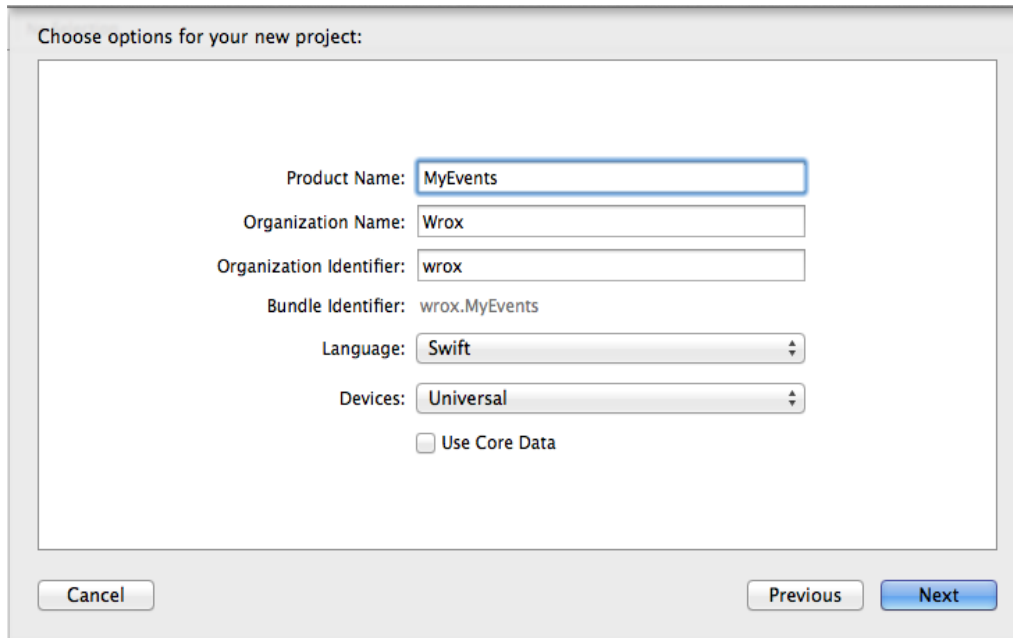 Choose options for your new project:
Product Name: MyEvents
Organization Name: Wrox
Organization Identifier: wrox
Bundle Identifier: wrox.MyEvents
Language: Swift
Devices: Universal
Use Core Data
Cancel Previous Next